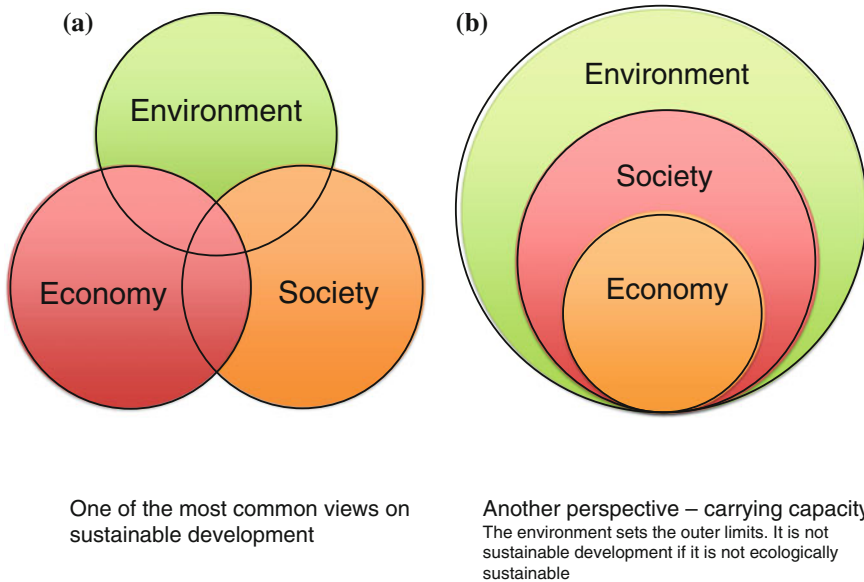 (a)
Environment
Economy
Society
One of the most common views on
sustainable development
(b)
Environment
Society
Economy
Another perspective – carrying capacity
The environment sets the outer limits. It is not
sustainable development if it is not ecologically
sustainable